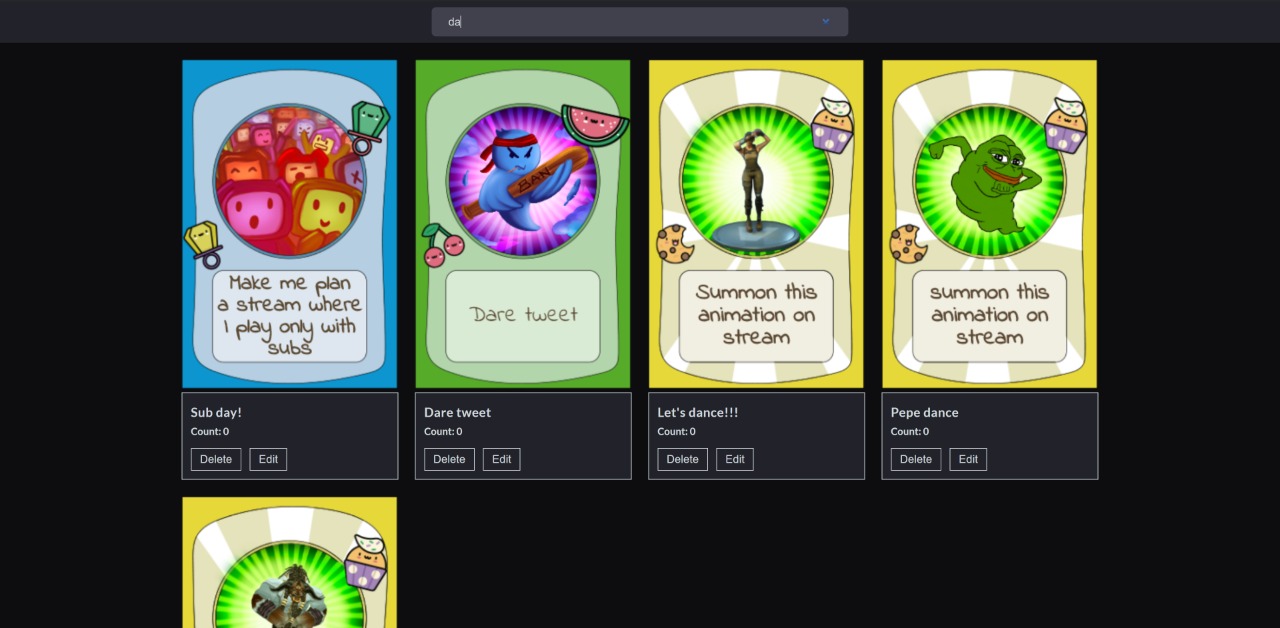 da
Make me plan
a stream where
I play only with
subs
BAN
Dare tweet
Summon this
animation on
stream
summon this
animation on
stream
Sub day!
Count: 0
Delete Edit
Dare tweet
Count: 0
Delete Edit
Let's dance!!!
Count: 0
Delete Edit
Pepe dance
Count: 0
Delete Edit